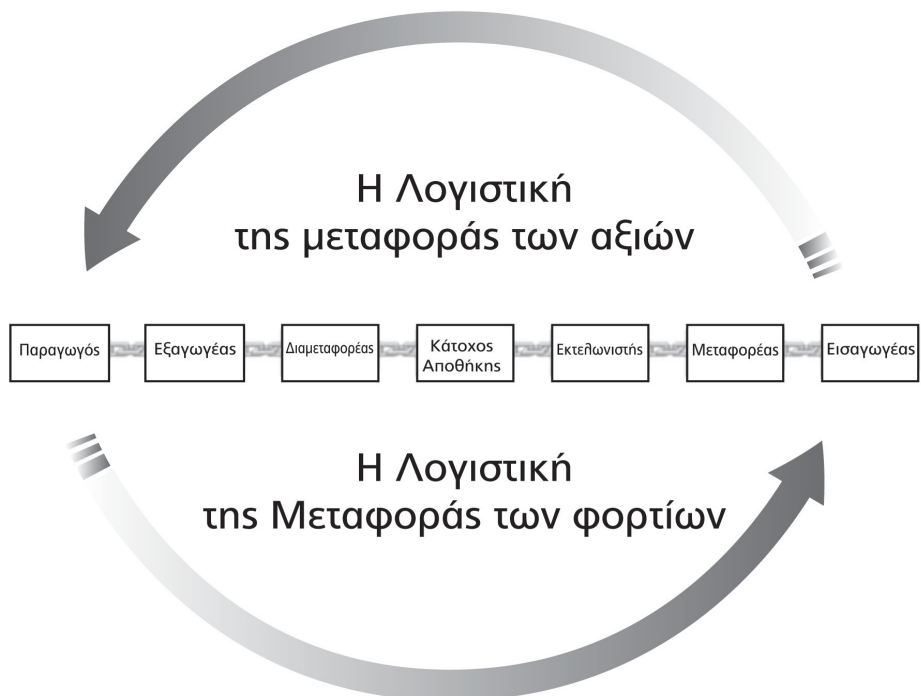 Η Λογιστική
της μεταφοράς των αξιών
Παραγωγός
Εξαγωγέας
Διαμεταφορέας
Κάτοχος
Αποθήκης
Εκτελωνιστής
Μεταφορέας
Εισαγωγέας
Η Λογιστική
της Μεταφοράς των φορτίων